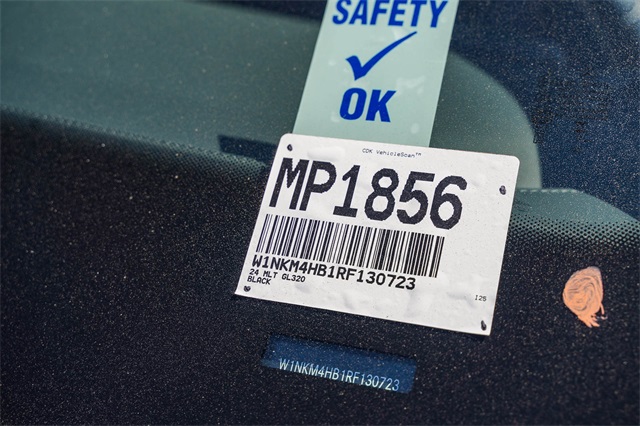 SAFETY
OK
CDK VehicleScan™
MP1856
W1NKM4HB1RF130723
24 MLT GL320
BLACK
125
W1NKM4HB1RF130723